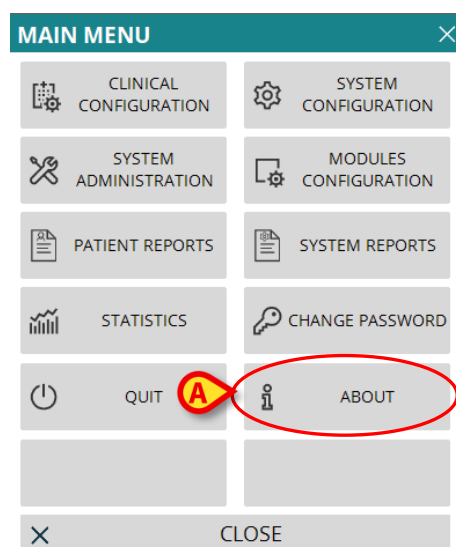 MAIN MENU
CLINICAL
CONFIGURATION
SYSTEM
CONFIGURATION
SYSTEM
ADMINISTRATION
MODULES
CONFIGURATION
PATIENT REPORTS
SYSTEM REPORTS
STATISTICS
CHANGE PASSWORD
QUIT
A
ABOUT
CLOSE